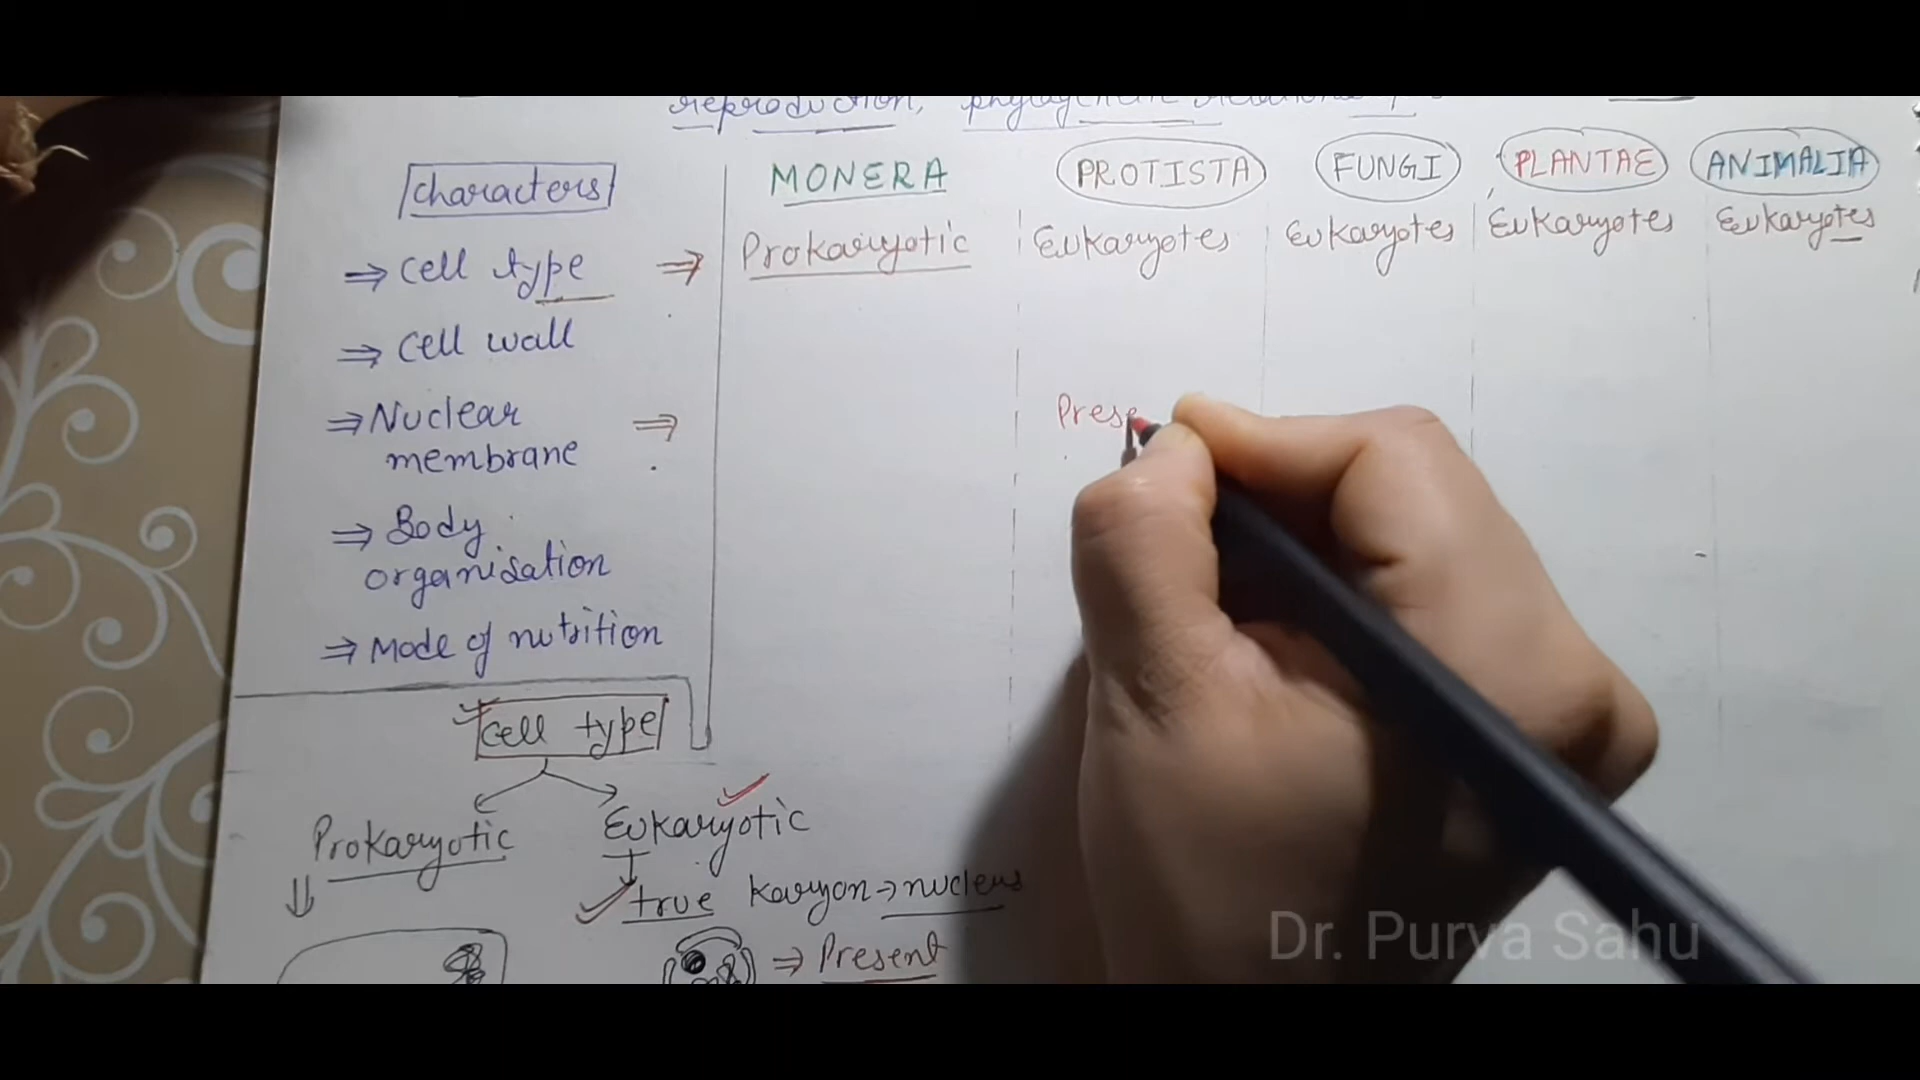 reproduction,
Characters
MONERA PROTISTA FUNGI PLANTAE ANIMALIA
⇒ Cell type ⇒ Prokaryotic Eukaryotes Eukaryotes Eukaryotes Eukaryotes
⇒ Cell wall
⇒ Nuclear membrane ⇒ Prese
⇒ Body
organisation
⇒ Mode of nutrition
Cell type
Prokaryotic Eukaryotic
true karyon → nucleus
⇒ Present
Dr. Purva Sahu